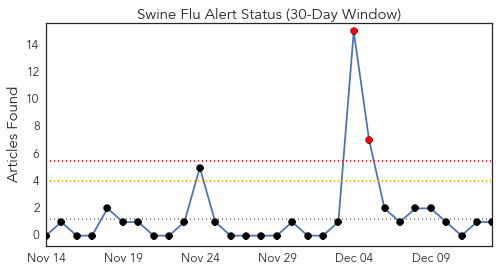 Swine Flu Alert Status (30-Day Window)
Articles Found
14
12
10
8
6
4
2
0
Nov 14 Nov 19 Nov 24 Nov 29 Dec 04 Dec 09